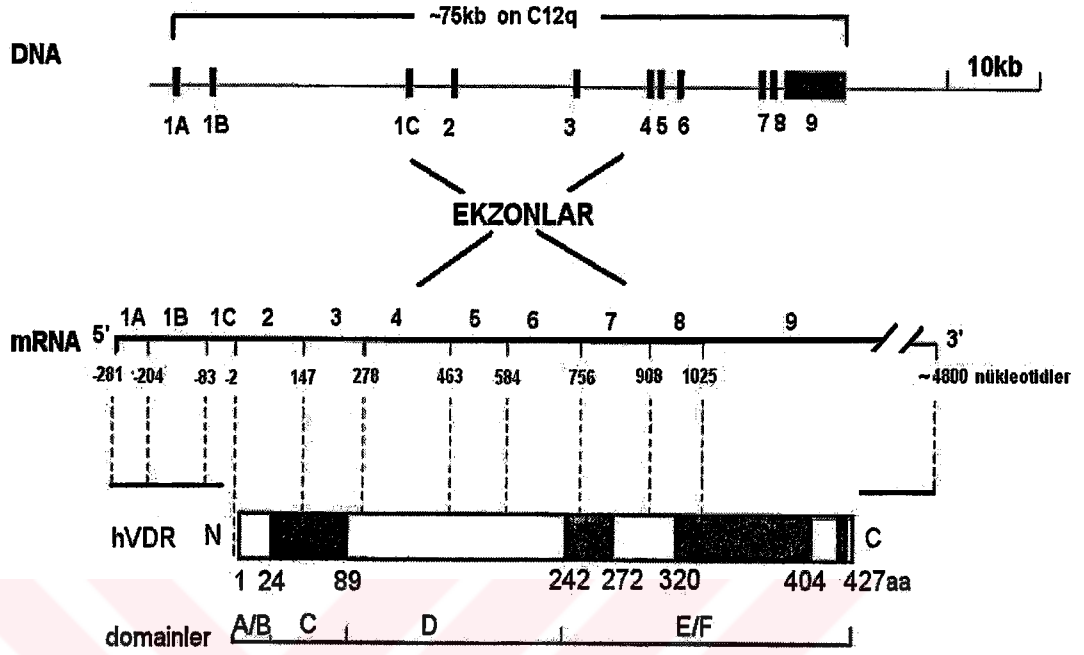 ~75kb on C12q
DNA
10kb
1A 1B 1C 2 3 4 5 6 7 8 9
EKZONLAR
1A 1B 1C 2 3 4 5 6 7 8 9
mRNA 5' 3'
-281 -204 -83 -2 147 278 463 584 756 908 1025 ~4800 nükleotidler
hVDR N C
1 24 89 242 272 320 404 427aa
domainler A/B C D E/F